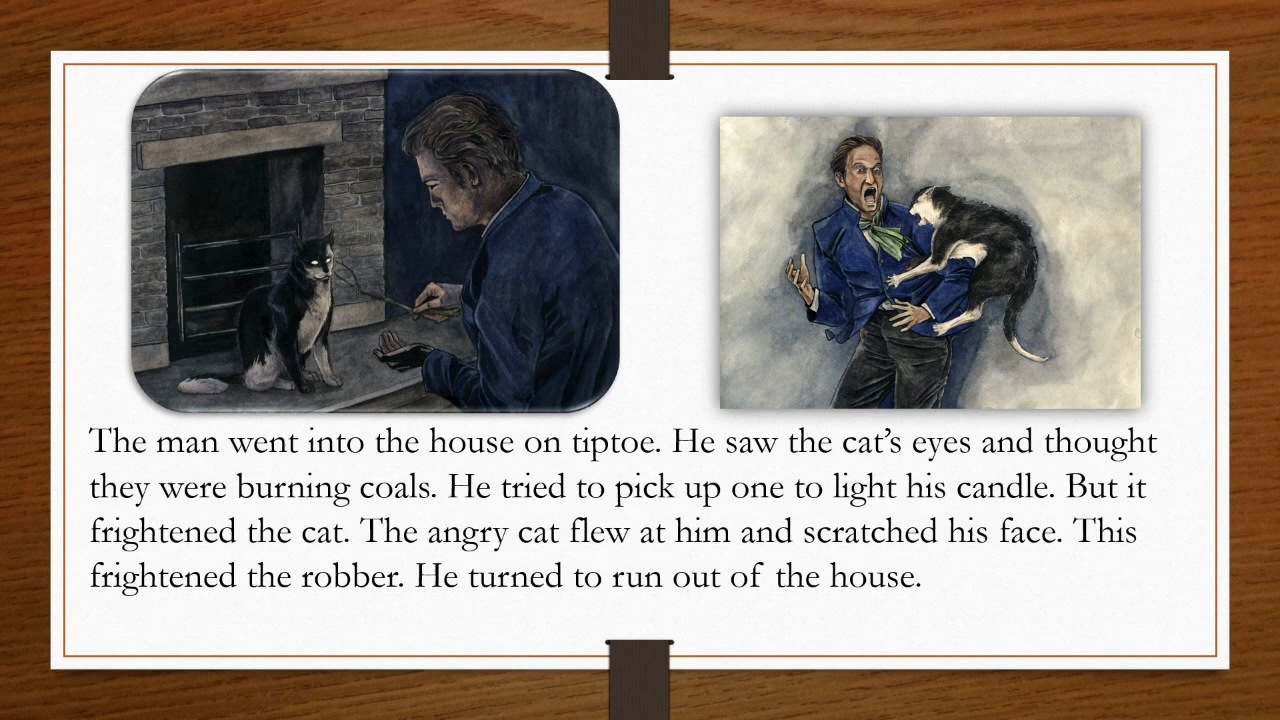 The man went into the house on tiptoe. He saw the cat’s eyes and thought
they were burning coals. He tried to pick up one to light his candle. But it
frightened the cat. The angry cat flew at him and scratched his face. This
frightened the robber. He turned to run out of the house.